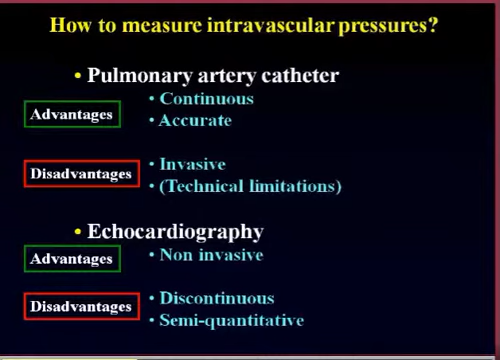 How to measure intravascular pressures?
• Pulmonary artery catheter
Advantages
• Continuous
• Accurate
Disadvantages
• Invasive
• (Technical limitations)
• Echocardiography
Advantages
• Non invasive
Disadvantages
• Discontinuous
• Semi-quantitative